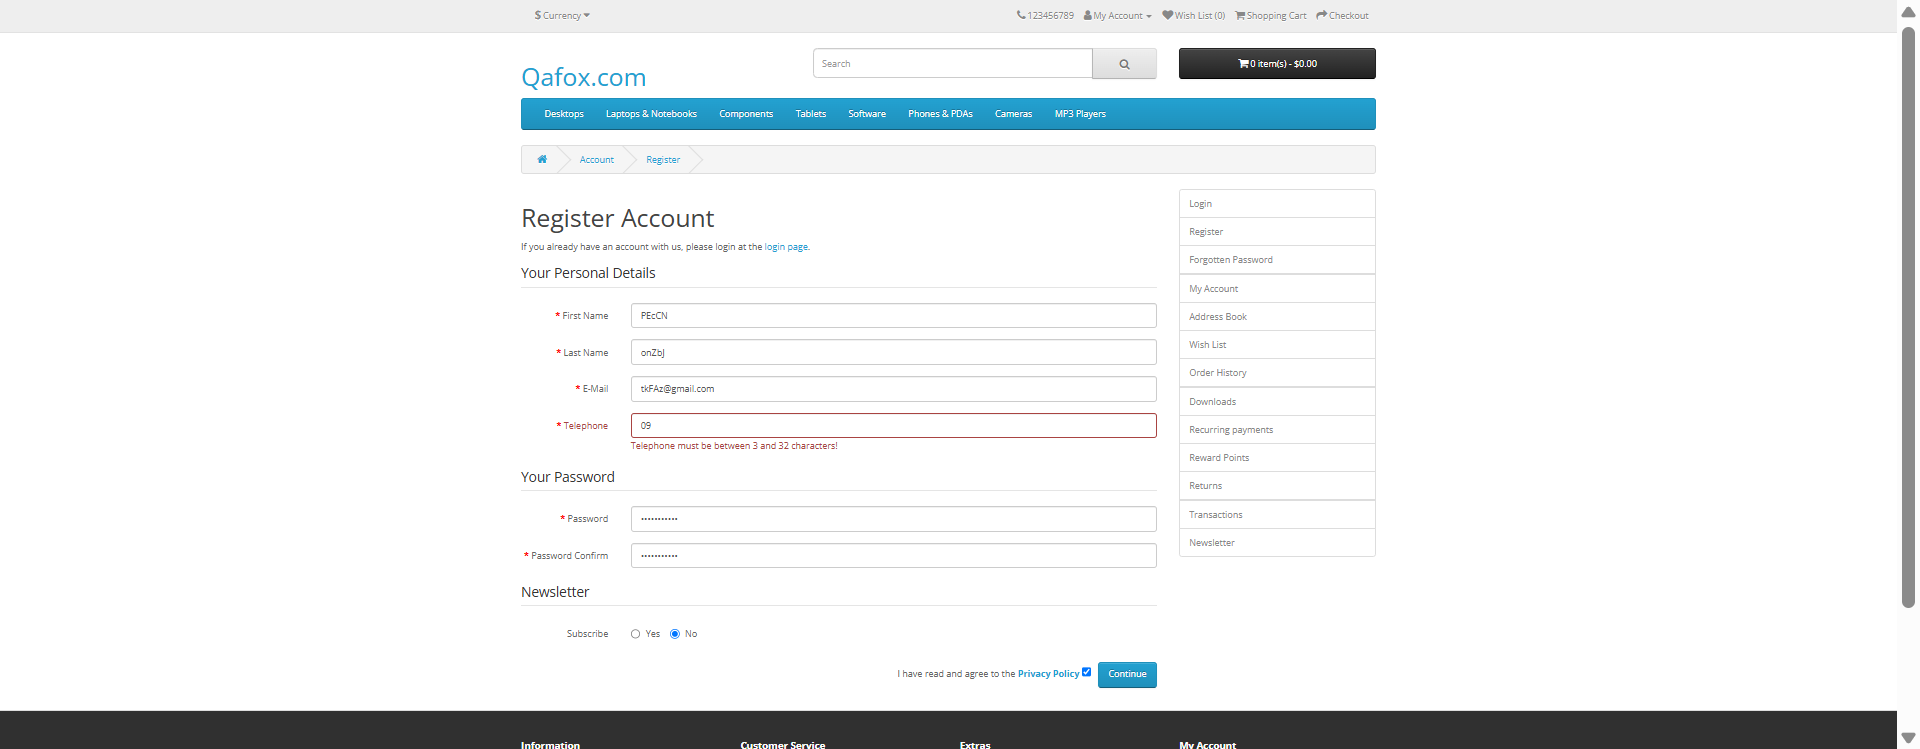 $ Currency
123456789 My Account Wish List (0) Shopping Cart Checkout
Qafox.com
Search
0 item(s) - $0.00
Desktops Laptops & Notebooks Components Tablets Software Phones & PDAs Cameras MP3 Players
Account Register
Register Account
If you already have an account with us, please login at the login page.
Your Personal Details
* First Name PEcCN
* Last Name onZbJ
* E-Mail tkFAz@gmail.com
* Telephone 09
Telephone must be between 3 and 32 characters!
Your Password
* Password •••••••••••
* Password Confirm •••••••••••
Newsletter
Subscribe Yes No
I have read and agree to the Privacy Policy Continue
Login
Register
Forgotten Password
My Account
Address Book
Wish List
Order History
Downloads
Recurring payments
Reward Points
Returns
Transactions
Newsletter
Information Customer Service Extras My Account